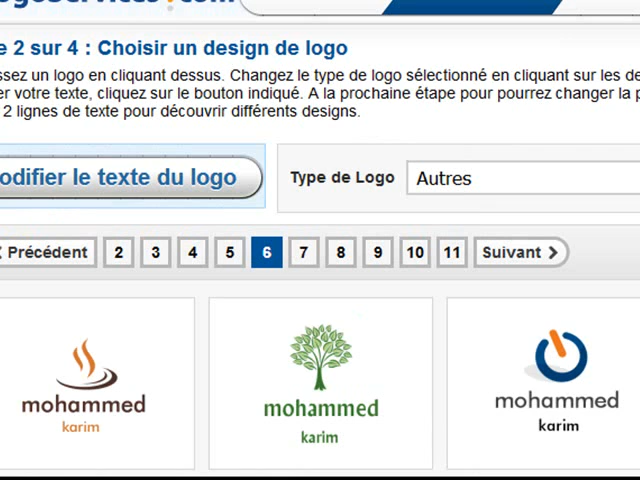 e 2 sur 4 : Choisir un design de logo
ssez un logo en cliquant dessus. Changez le type de logo sélectionné en cliquant sur les de
er votre texte, cliquez sur le bouton indiqué. A la prochaine étape pour pourrez changer la p
2 lignes de texte pour découvrir différents designs.
odifier le texte du logo
Type de Logo
Autres
Précédent 2 3 4 5 6 7 8 9 10 11 Suivant
mohammed
karim
mohammed
karim
mohammed
karim